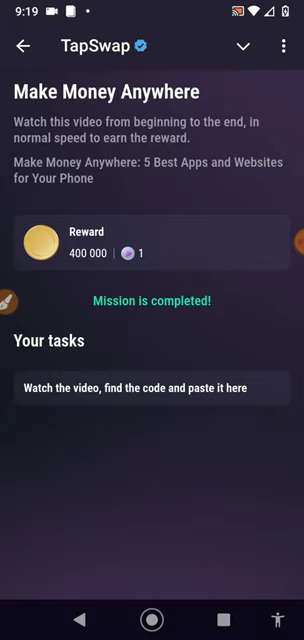 9:19
TapSwap
Make Money Anywhere
Watch this video from beginning to the end, in
normal speed to earn the reward.
Make Money Anywhere: 5 Best Apps and Websites
for Your Phone
Reward
400 000 | 1
Mission is completed!
Your tasks
Watch the video, find the code and paste it here